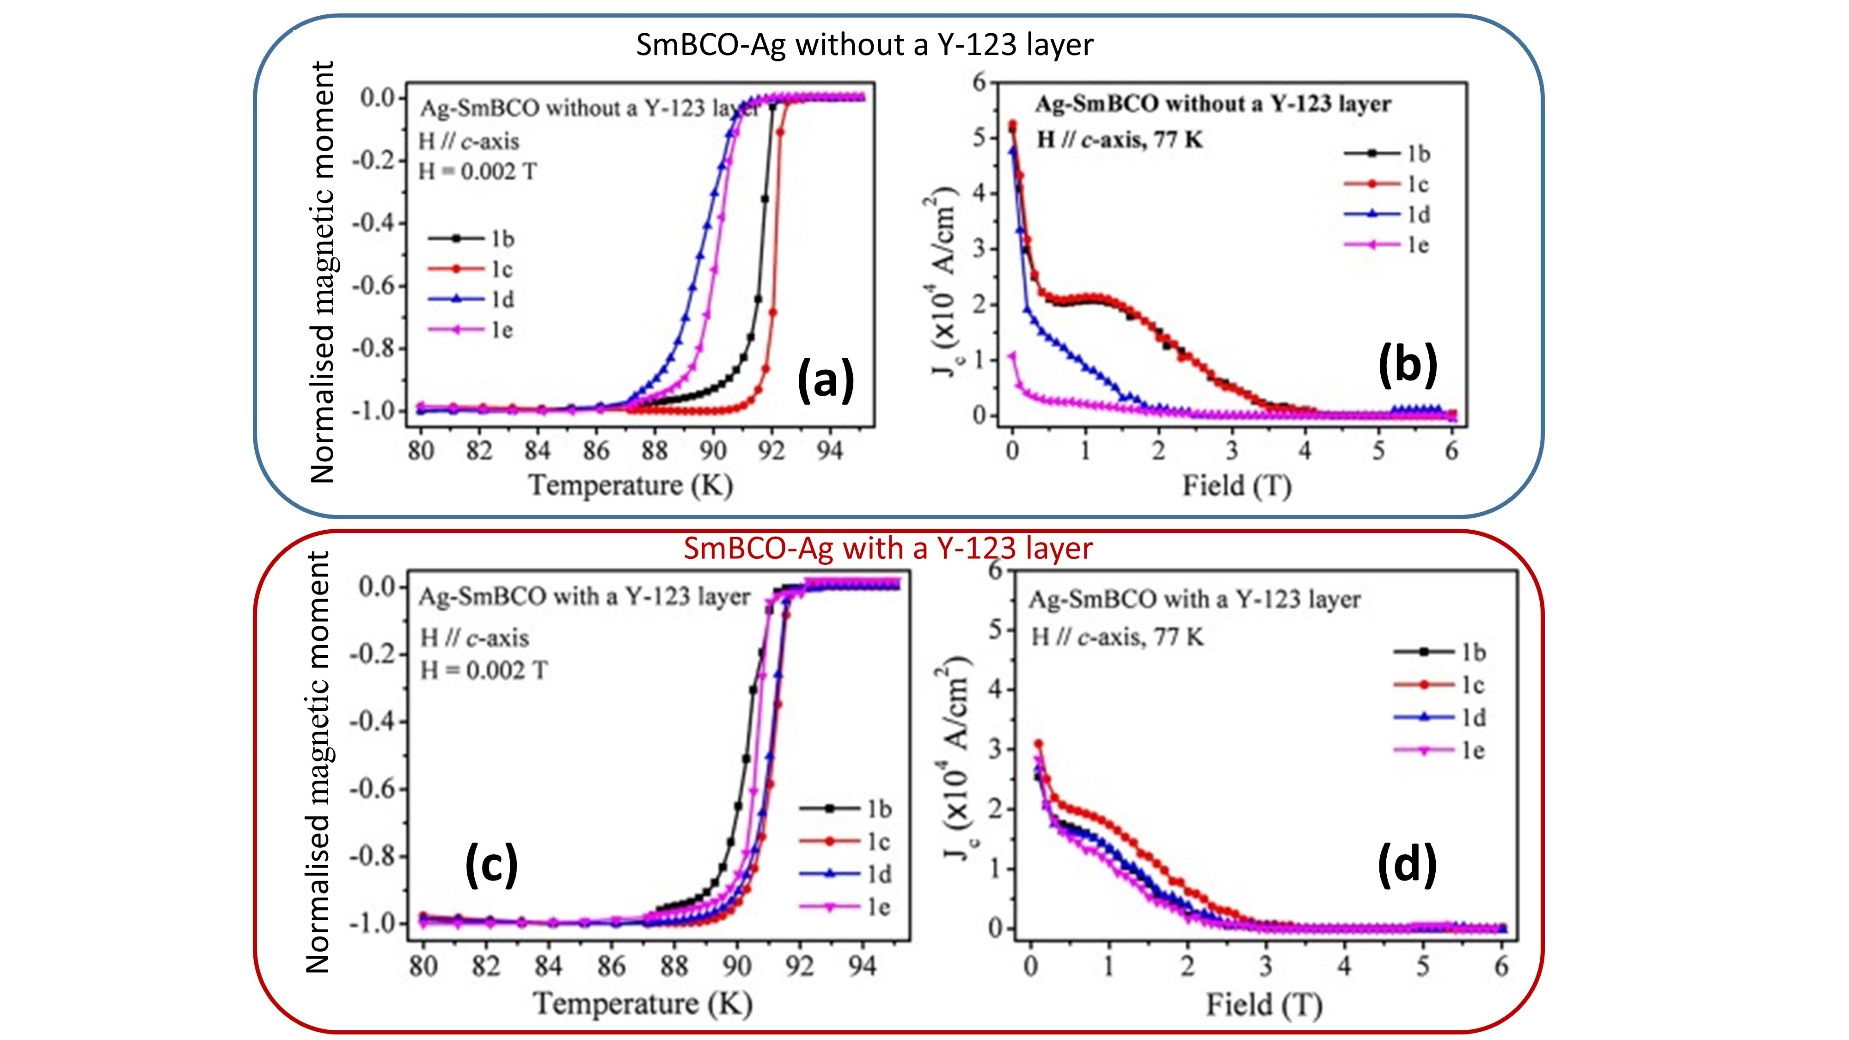 SmBCO-Ag without a Y-123 layer
Normalised magnetic moment
0.0
-0.2
-0.4
-0.6
-0.8
-1.0
Ag-SmBCO without a Y-123 layer
H // c-axis
H = 0.002 T
1b
1c
1d
1e
(a)
80 82 84 86 88 90 92 94
Temperature (K)
J_c (x10^4 A/cm^2)
6
5
4
3
2
1
0
Ag-SmBCO without a Y-123 layer
H // c-axis, 77 K
1b
1c
1d
1e
(b)
0 1 2 3 4 5 6
Field (T)
SmBCO-Ag with a Y-123 layer
Normalised magnetic moment
0.0
-0.2
-0.4
-0.6
-0.8
-1.0
Ag-SmBCO with a Y-123 layer
H // c-axis
H = 0.002 T
(c)
1b
1c
1d
1e
80 82 84 86 88 90 92 94
Temperature (K)
J_c (x10^4 A/cm^2)
6
5
4
3
2
1
0
Ag-SmBCO with a Y-123 layer
H // c-axis, 77 K
1b
1c
1d
1e
(d)
0 1 2 3 4 5 6
Field (T)